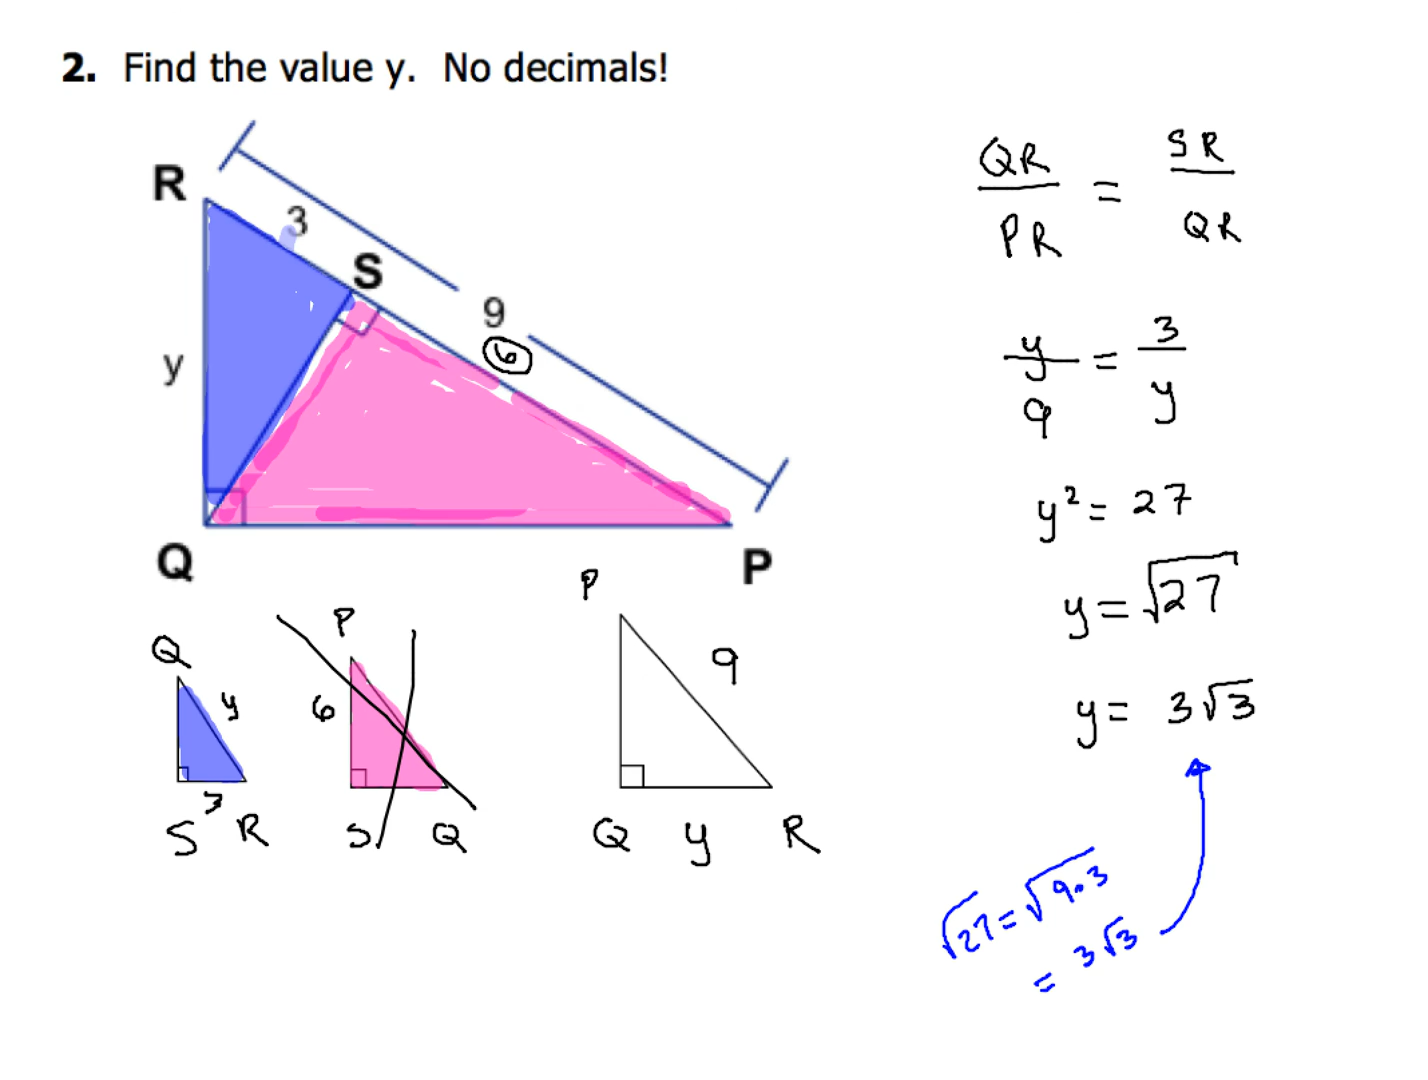 2. Find the value y. No decimals!
R
3
S
9
6
y
Q
P
Q
y
3
S R
P
6
S Q
P
9
Q y R
QR/PR = SR/QR
y/9 = 3/y
y² = 27
y = √27
y = 3√3
√27 = √9·3
= 3√3